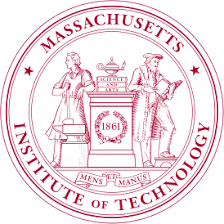 MASSACHUSETTS
INSTITUTE OF TECHNOLOGY
SCIENCE
AND
ARTS
1861
MENS ET MANUS